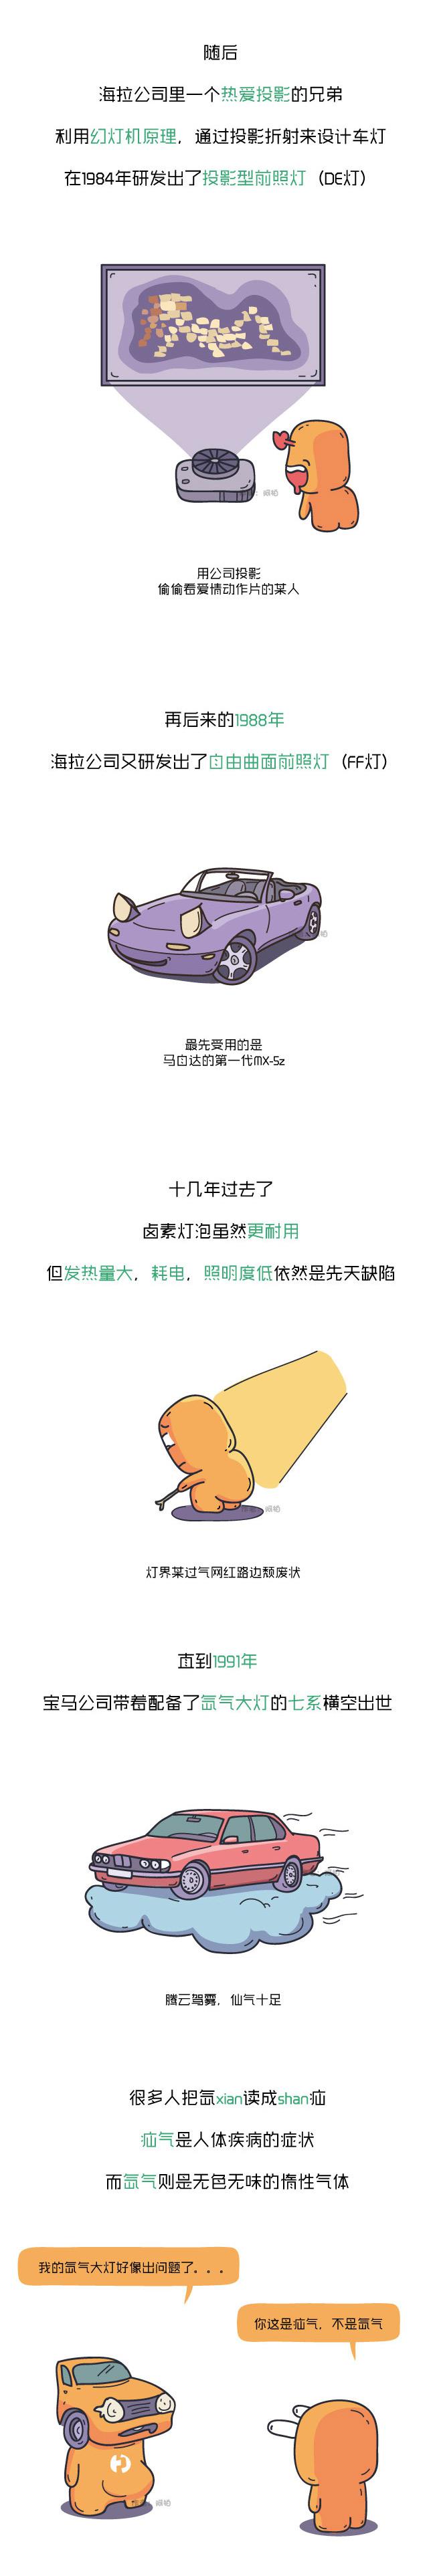 随后
海拉公司里一个热爱投影的兄弟
利用幻灯机原理，通过投影折射来设计车灯
在1984年研发出了投影型前照灯（DE灯）
用公司投影
偷偷看爱情动作片的某人
再后来的1988年
海拉公司又研发出了自由曲面前照灯（FF灯）
最先受用的是
马自达的第一代MX-5z
十几年过去了
卤素灯泡虽然更耐用
但发热量大，耗电，照明度低依然是先天缺陷
灯界某过气网红路边颓废状
直到1991年
宝马公司带着配备了氙气大灯的七系横空出世
腾云驾雾，仙气十足
很多人把氙xian读成shan疝
疝气是人体疾病的症状
而氙气则是无色无味的惰性气体
我的氙气大灯好像出问题了。。。
你这是疝气，不是氙气